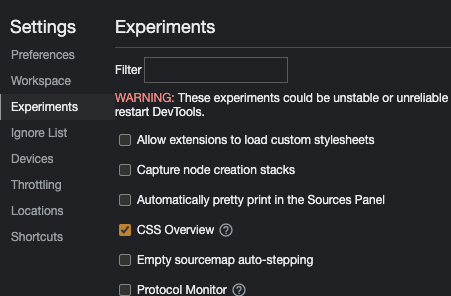 Settings
Preferences
Workspace
Experiments
Ignore List
Devices
Throttling
Locations
Shortcuts
Experiments
Filter
WARNING: These experiments could be unstable or unreliable
restart DevTools.
Allow extensions to load custom stylesheets
Capture node creation stacks
Automatically pretty print in the Sources Panel
CSS Overview ?
Empty sourcemap auto-stepping
Protocol Monitor ?